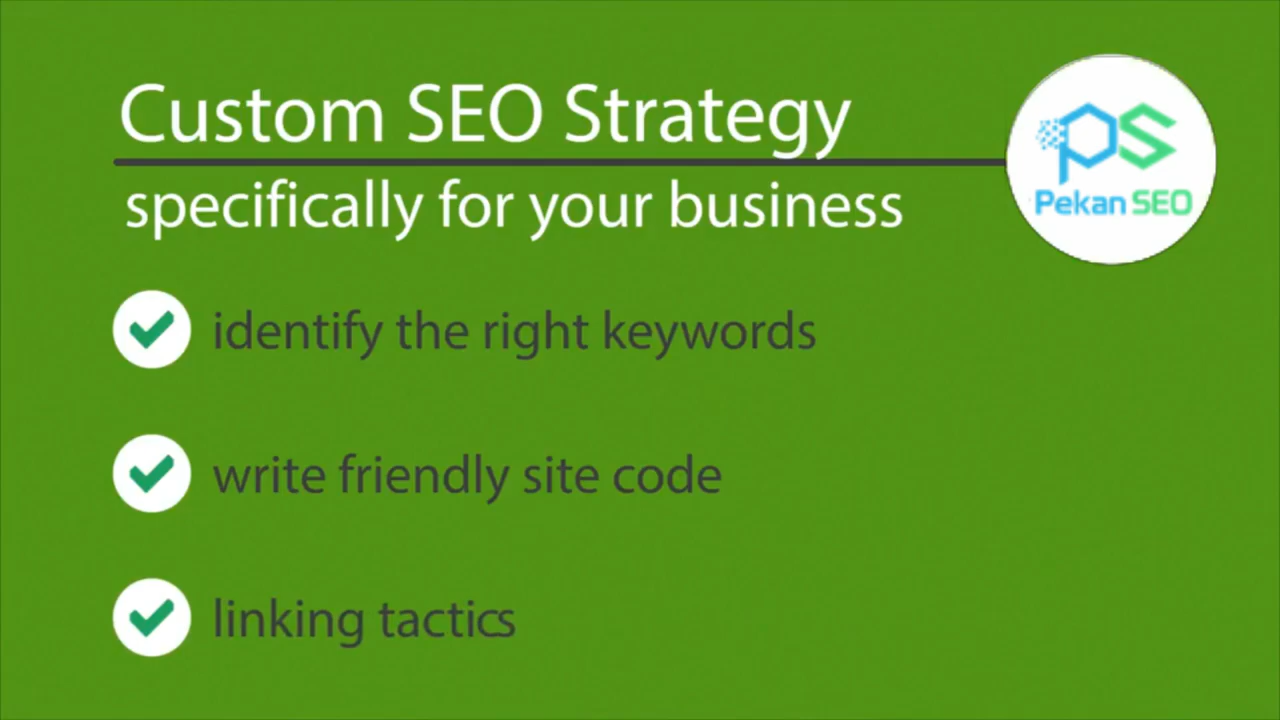 Custom SEO Strategy
specifically for your business
PS
Pekan SEO
identify the right keywords
write friendly site code
linking tactics